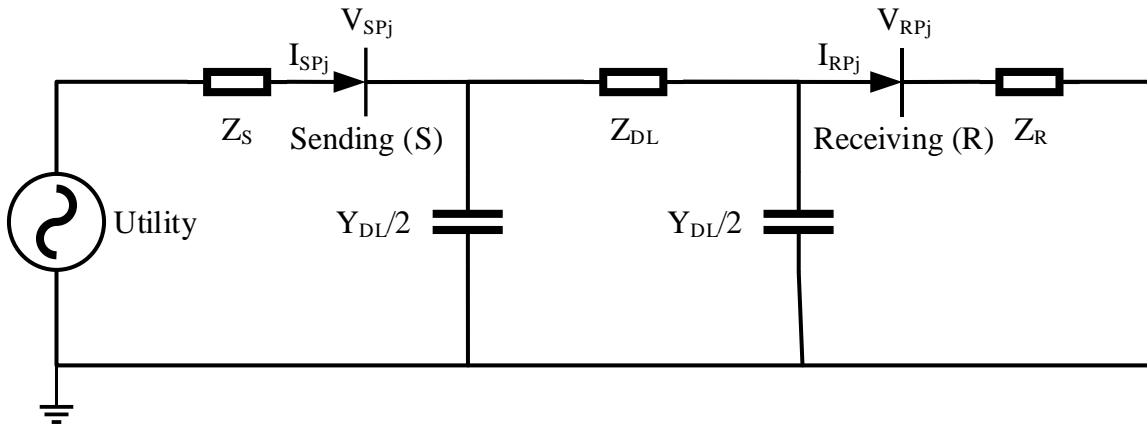 V_SPj
V_RPj
I_SPj
I_RPj
Z_S
Sending (S)
Z_DL
Receiving (R)
Z_R
Utility
Y_DL/2
Y_DL/2